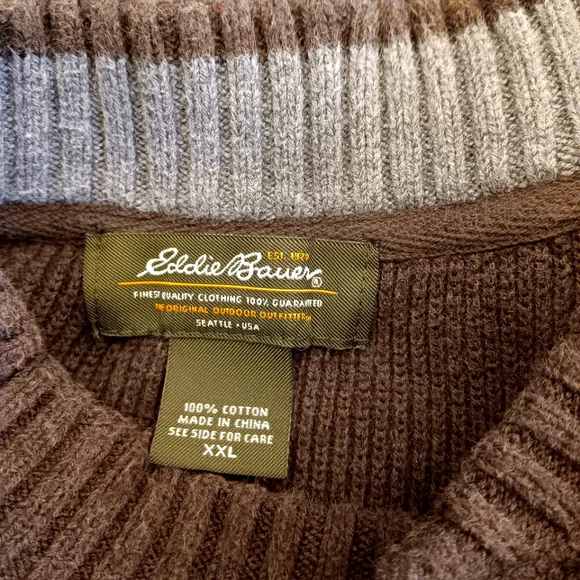 EST. 1920
Eddie Bauer®
FINEST QUALITY CLOTHING 100% GUARANTEED
THE ORIGINAL OUTDOOR OUTFITTER™
SEATTLE • USA
100% COTTON
MADE IN CHINA
SEE SIDE FOR CARE
XXL